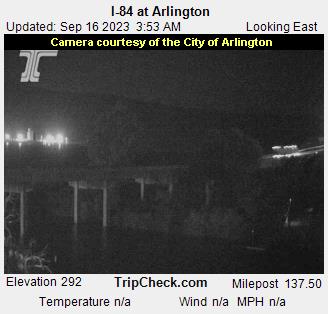 I-84 at Arlington
Updated: Sep 16 2023 3:53 AM Looking East
Camera courtesy of the City of Arlington
Elevation 292 TripCheck.com Milepost 137.50
Temperature n/a Wind n/a MPH n/a